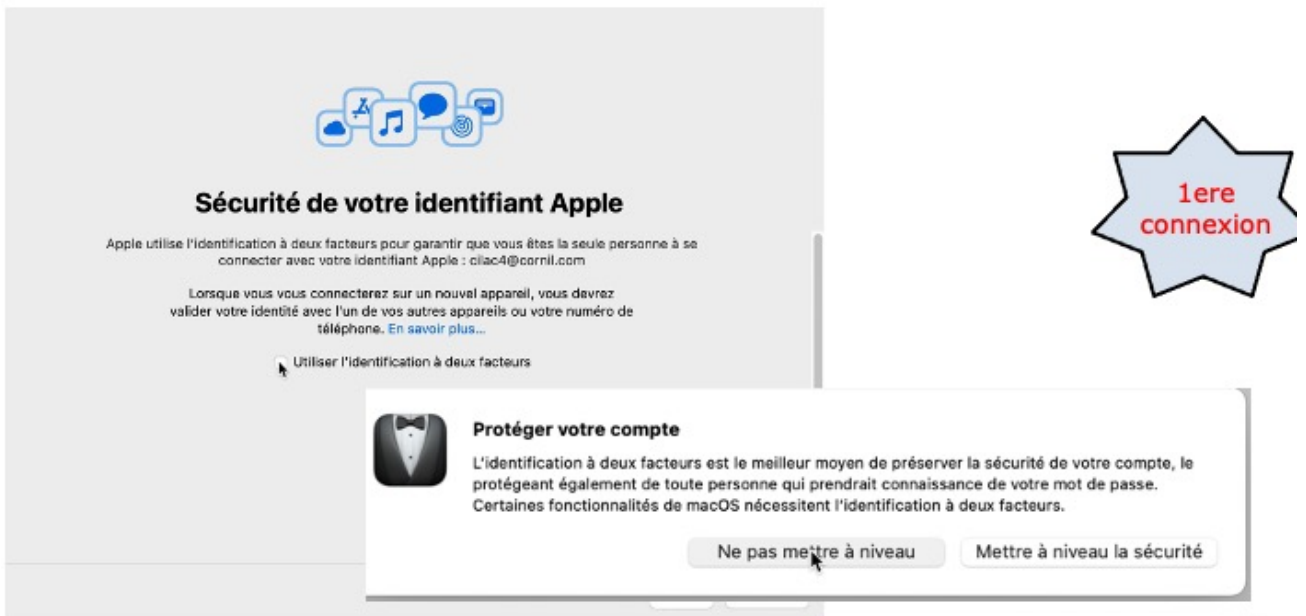 Sécurité de votre identifiant Apple
Apple utilise l'identification à deux facteurs pour garantir que vous êtes la seule personne à se
connecter avec votre identifiant Apple : cilac4@cornil.com
Lorsque vous vous connecterez sur un nouvel appareil, vous devrez
valider votre identité avec l'un de vos autres appareils ou votre numéro de
téléphone. En savoir plus...
Utiliser l'identification à deux facteurs
1ere
connexion
Protéger votre compte
L'identification à deux facteurs est le meilleur moyen de préserver la sécurité de votre compte, le
protégeant également de toute personne qui prendrait connaissance de votre mot de passe.
Certaines fonctionnalités de macOS nécessitent l'identification à deux facteurs.
Ne pas mettre à niveau
Mettre à niveau la sécurité